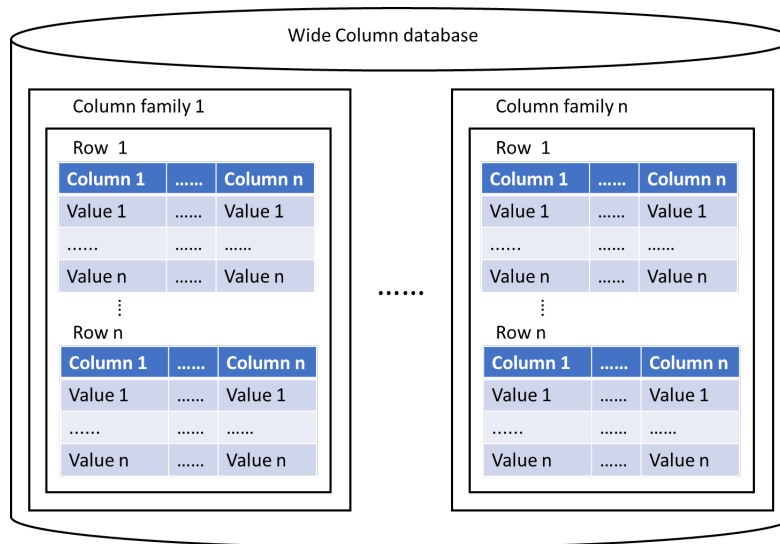 Wide Column database
Column family 1
Row 1
Column 1 ...... Column n
Value 1 ...... Value 1
...... ...... ......
Value n ...... Value n
......
Row n
Column 1 ...... Column n
Value 1 ...... Value 1
...... ...... ......
Value n ...... Value n
......
Column family n
Row 1
Column 1 ...... Column n
Value 1 ...... Value 1
...... ...... ......
Value n ...... Value n
......
Row n
Column 1 ...... Column n
Value 1 ...... Value 1
...... ...... ......
Value n ...... Value n